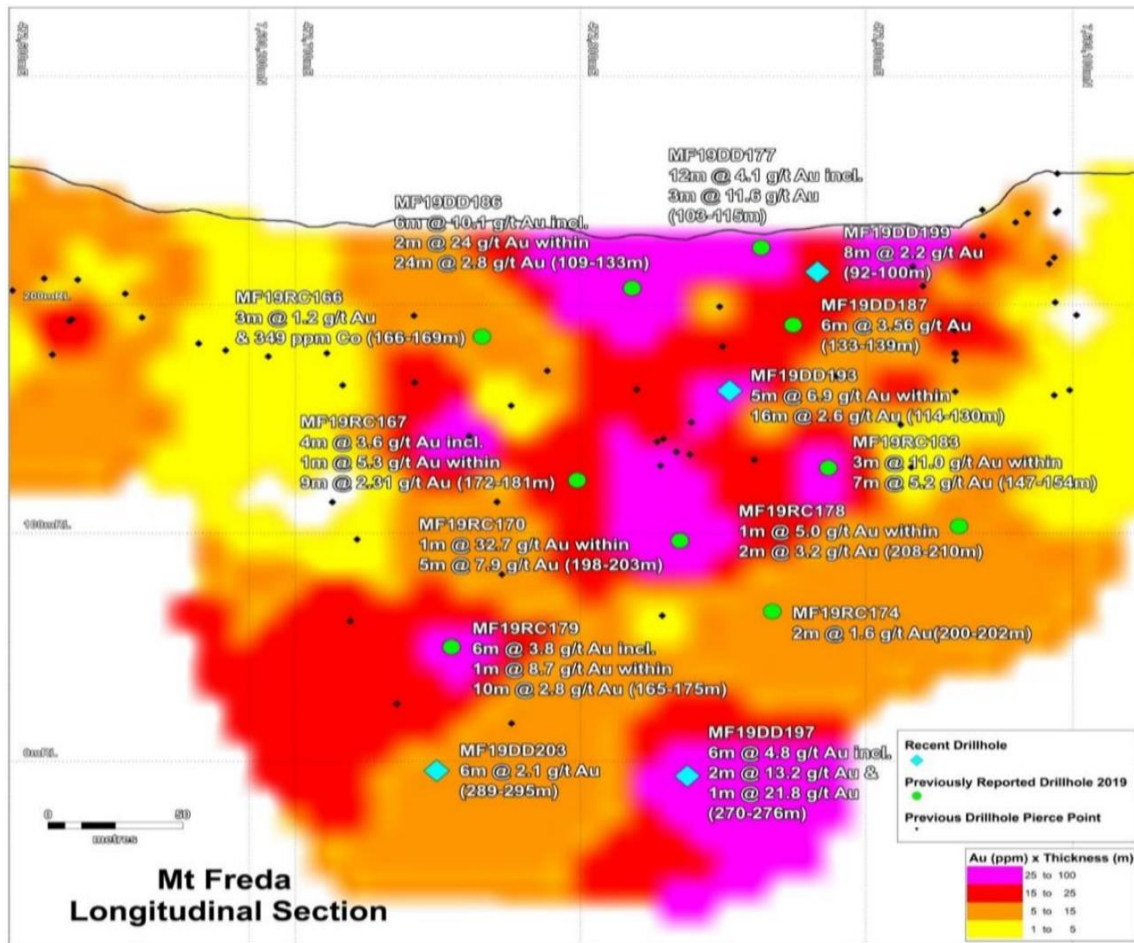 MF19DD177
12m @ 4.1 g/t Au incl.
3m @ 11.6 g/t Au
(103-115m)
MF19DD186
6m @ 10.1 g/t Au incl.
2m @ 24 g/t Au within
24m @ 2.8 g/t Au (109-133m)
MF19DD199
8m @ 2.2 g/t Au
(92-100m)
200mRL
MF19RC166
3m @ 1.2 g/t Au
& 349 ppm Co (166-169m)
MF19DD187
6m @ 3.56 g/t Au
(133-139m)
MF19DD193
5m @ 6.9 g/t Au within
16m @ 2.6 g/t Au (114-130m)
MF19RC167
4m @ 3.6 g/t Au incl.
1m @ 5.3 g/t Au within
9m @ 2.31 g/t Au (172-181m)
MF19RC183
3m @ 11.0 g/t Au within
7m @ 5.2 g/t Au (147-154m)
100mRL
MF19RC170
1m @ 32.7 g/t Au within
5m @ 7.9 g/t Au (198-203m)
MF19RC178
1m @ 5.0 g/t Au within
2m @ 3.2 g/t Au (208-210m)
MF19RC174
2m @ 1.6 g/t Au(200-202m)
MF19RC179
6m @ 3.8 g/t Au incl.
1m @ 8.7 g/t Au within
10m @ 2.8 g/t Au (165-175m)
0mRL
MF19DD203
6m @ 2.1 g/t Au
(289-295m)
MF19DD197
6m @ 4.8 g/t Au incl.
2m @ 13.2 g/t Au &
1m @ 21.8 g/t Au
(270-276m)
Recent Drillhole
Previously Reported Drillhole 2019
Previous Drillhole Pierce Point
0 50
metres
Mt Freda
Longitudinal Section
Au (ppm) x Thickness (m)
25 to 100
15 to 25
5 to 15
1 to 5